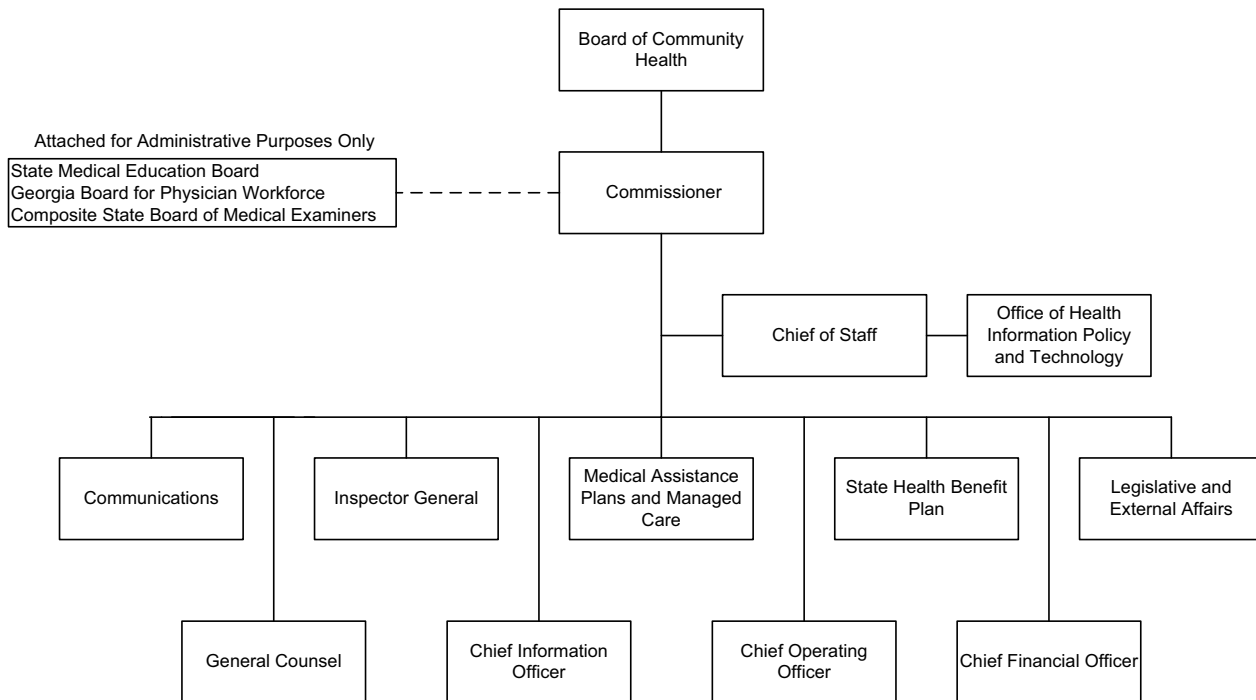 Board of Community
Health
Attached for Administrative Purposes Only
State Medical Education Board
Georgia Board for Physician Workforce
Composite State Board of Medical Examiners
Commissioner
Chief of Staff
Office of Health
Information Policy
and Technology
Communications
Inspector General
Medical Assistance
Plans and Managed
Care
State Health Benefit
Plan
Legislative and
External Affairs
General Counsel
Chief Information
Officer
Chief Operating
Officer
Chief Financial Officer